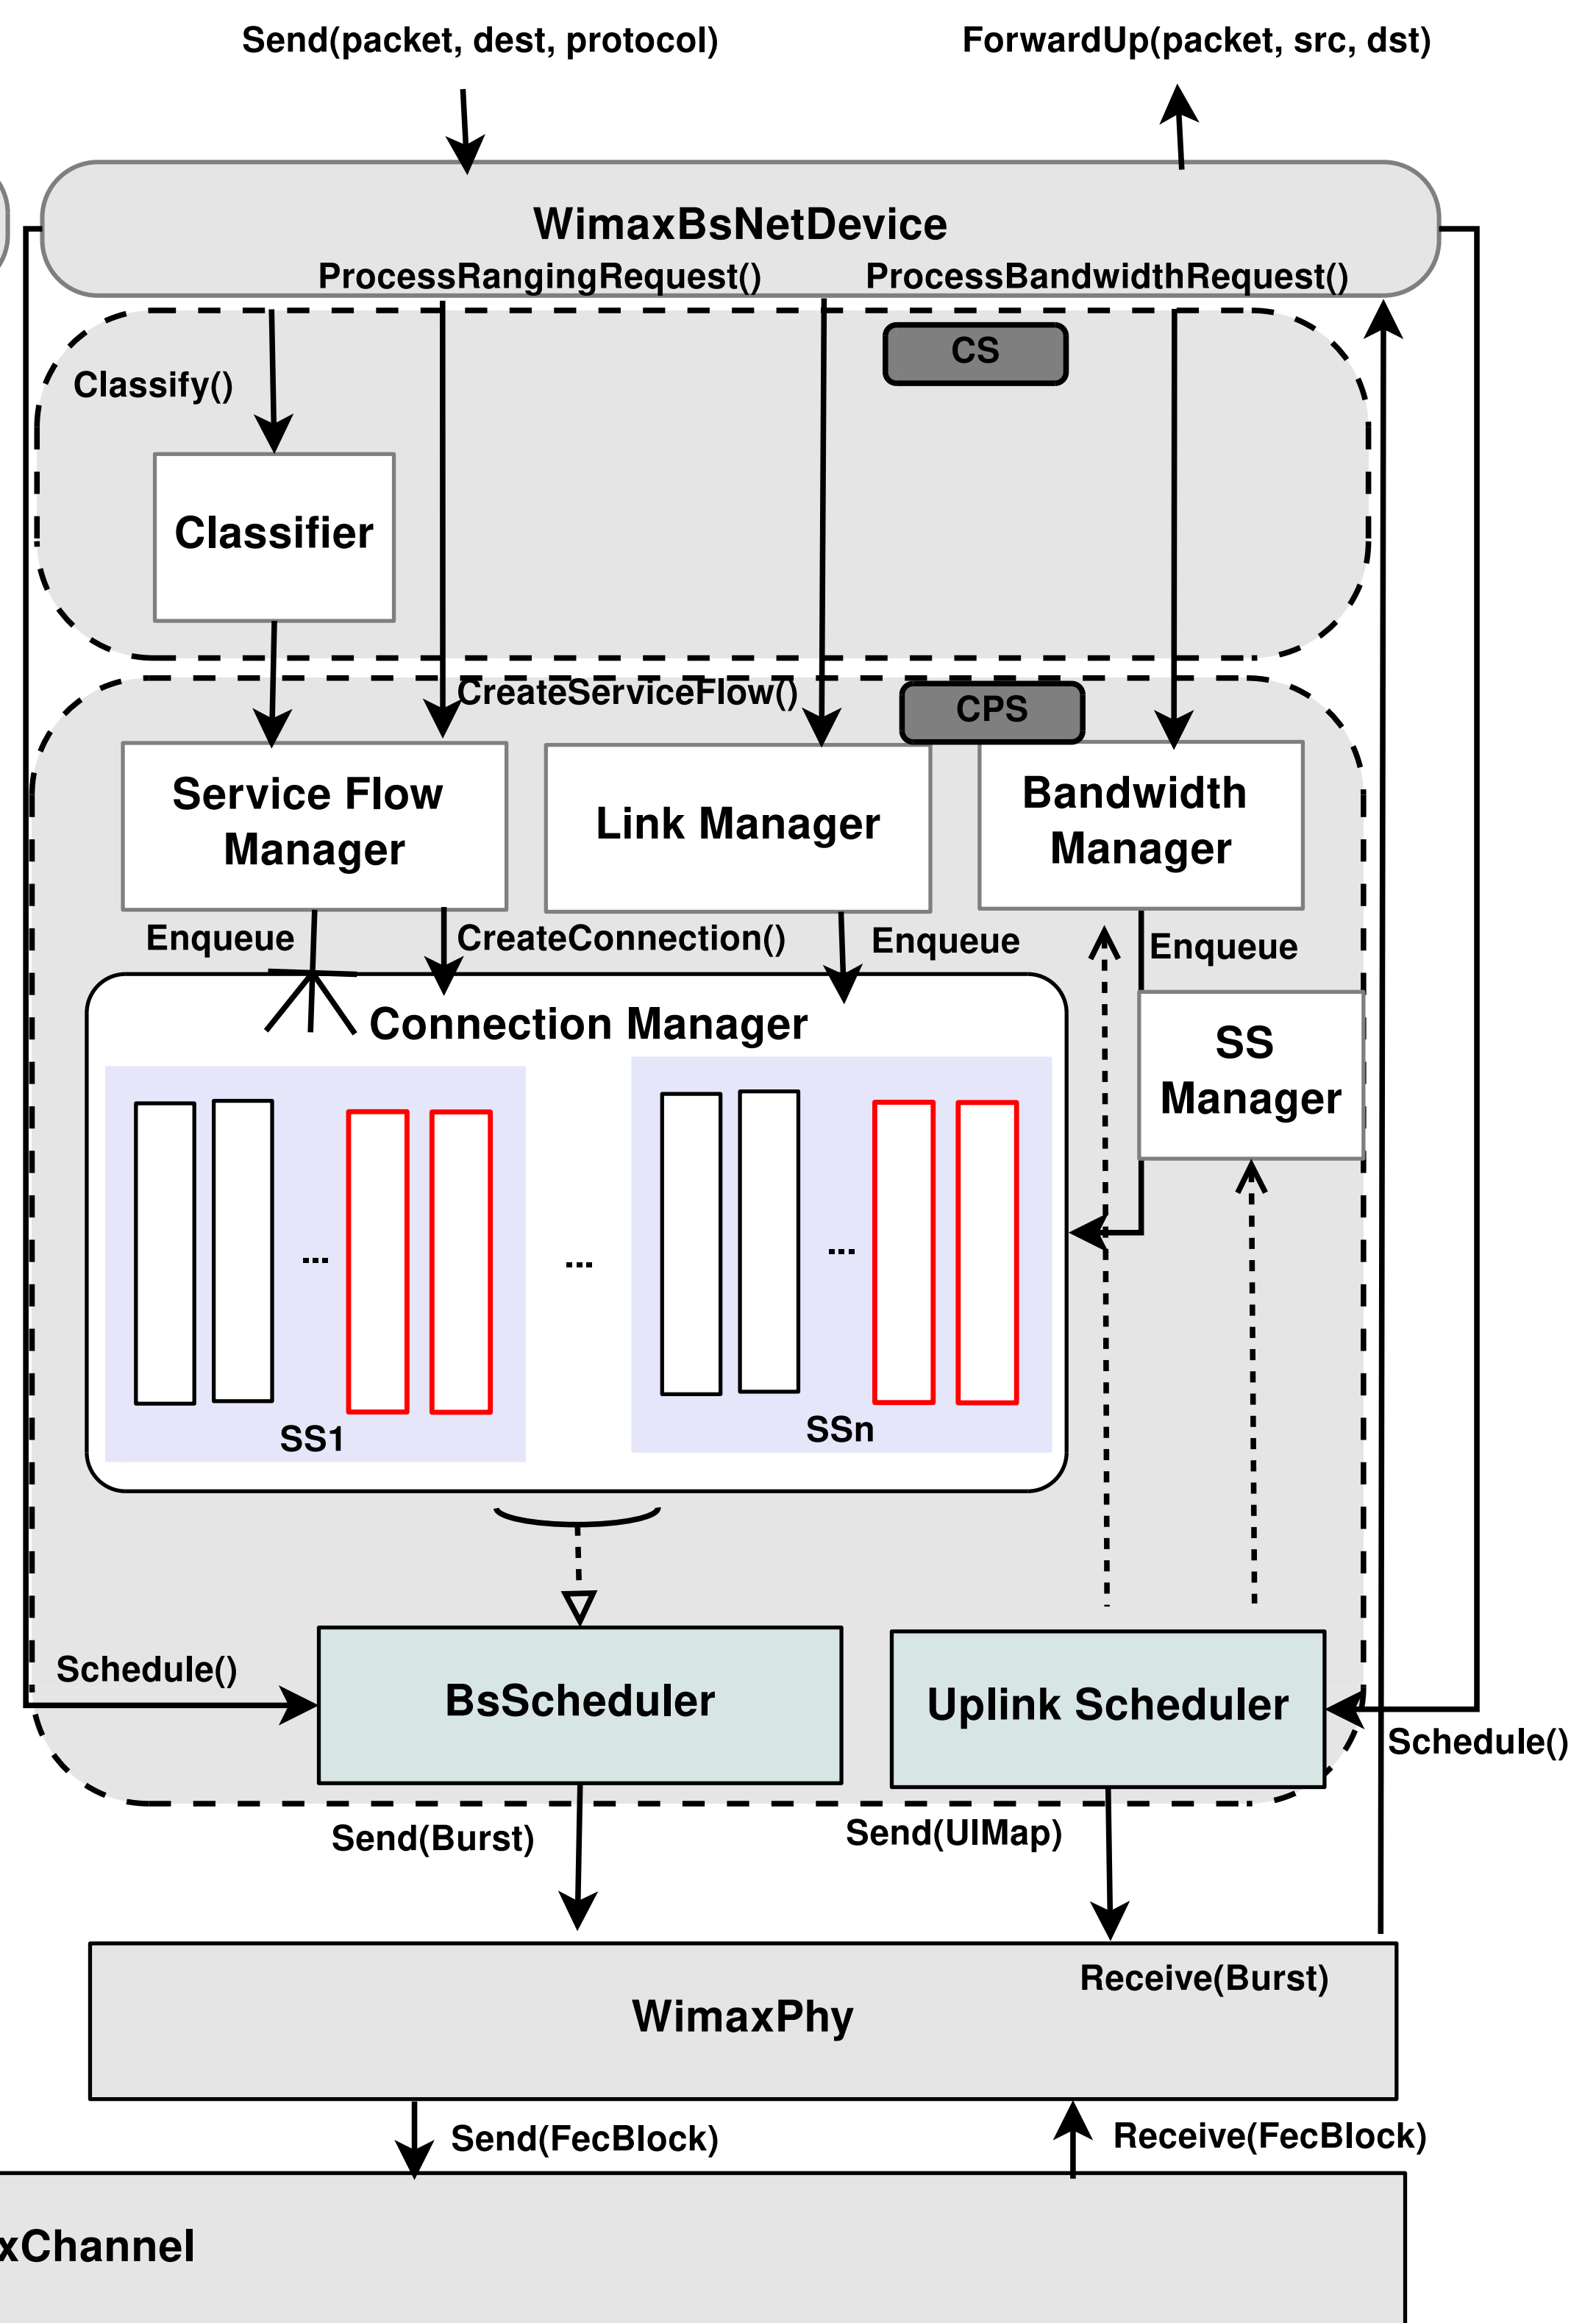 Send(packet, dest, protocol)
ForwardUp(packet, src, dst)
WimaxBsNetDevice
ProcessRangingRequest()
ProcessBandwidthRequest()
CS
Classify()
Classifier
CreateServiceFlow()
CPS
Service Flow
Manager
Link Manager
Bandwidth
Manager
Enqueue
CreateConnection()
Enqueue
Enqueue
Connection Manager
SS
Manager
...
...
...
SS1
SSn
Schedule()
BsScheduler
Uplink Scheduler
Schedule()
Send(Burst)
Send(UlMap)
Receive(Burst)
WimaxPhy
Send(FecBlock)
Receive(FecBlock)
xChannel